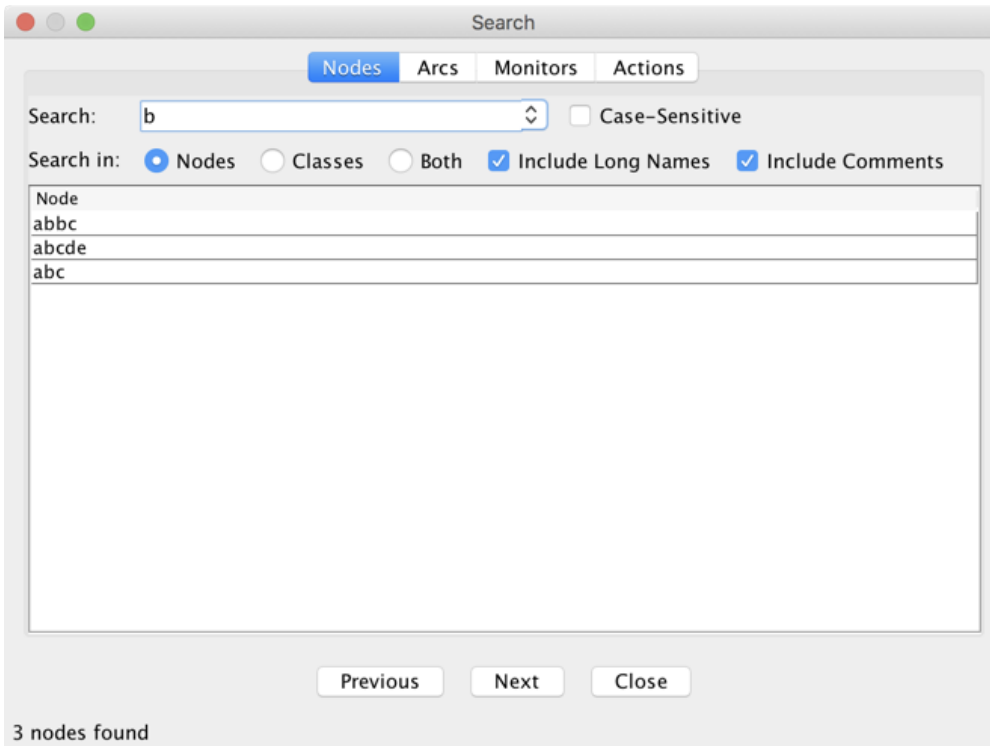 Search
Nodes Arcs Monitors Actions
Search: b Case-Sensitive
Search in: Nodes Classes Both Include Long Names Include Comments
Node
abbc
abcde
abc
Previous Next Close
3 nodes found